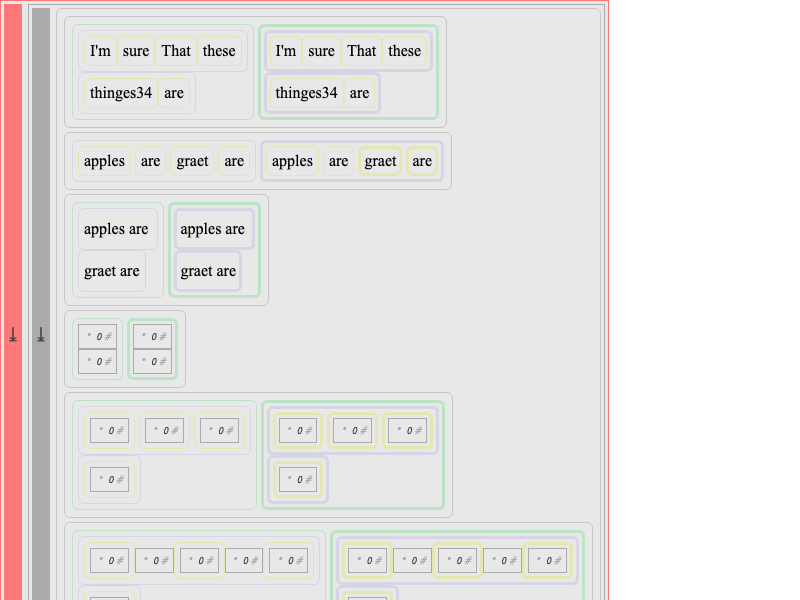 I'm sure That these I'm sure That these
thinges34 are thinges34 are
apples are graet are apples are graet are
apples are apples are
graet are graet are
* 0 # * 0 #
* 0 # * 0 #
* 0 # * 0 # * 0 # * 0 # * 0 # * 0 #
* 0 # * 0 #
* 0 # * 0 # * 0 # * 0 # * 0 # * 0 # * 0 # * 0 # * 0 # * 0 #